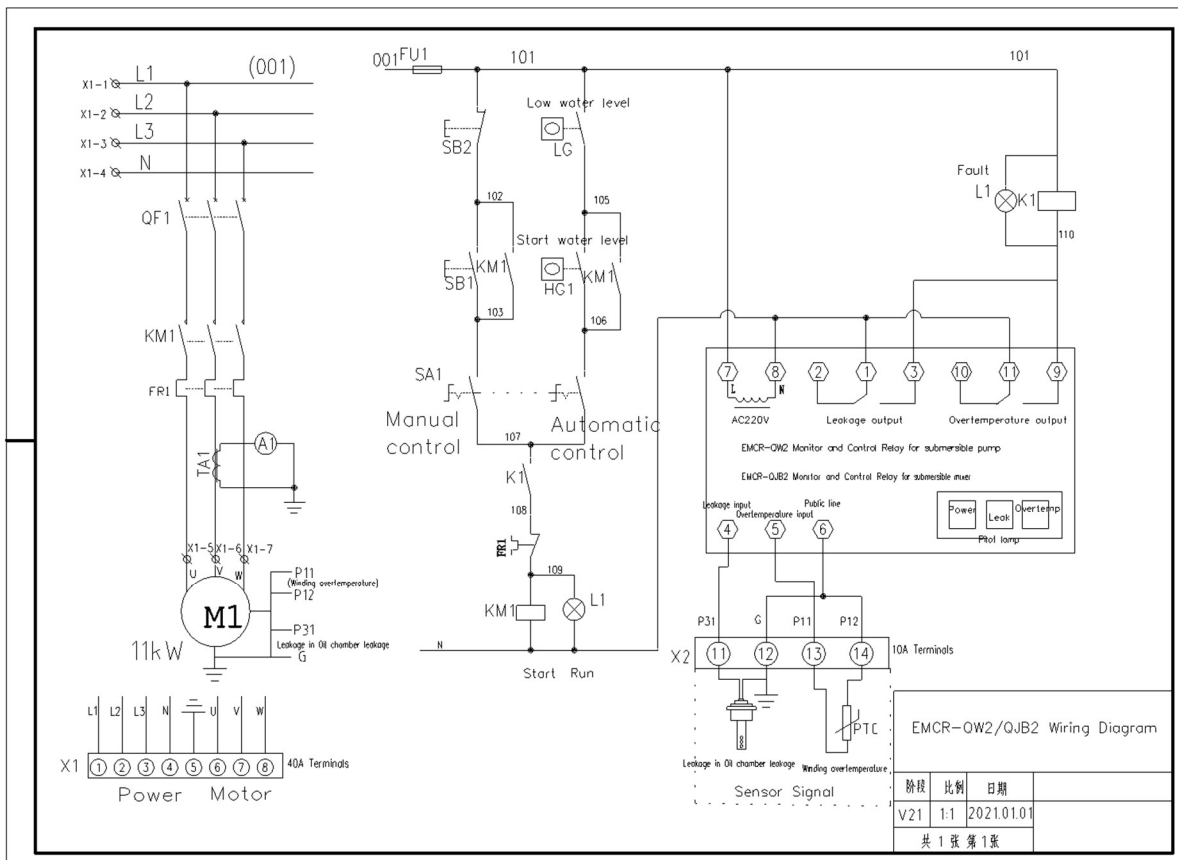 X1-1 L1 (001)
X1-2 L2
X1-3 L3
X1-4 N
QF1
KM1
FR1
TA1
A1
X1-5 X1-6 X1-7
U V W
M1
11kW
P11
(Winding overtemperature)
P12
P31
Leakage in Oil chamber leakage
G
L1 L2 L3 N U V W
X1 1 2 3 4 5 6 7 8 40A Terminals
Power Motor
001 FU1 101 101
Low water level
SB2 LG
102 105
Start water level
SB1 KM1 HG1 KM1
103 106
SA1
Manual control
Automatic control
107
K1
108
FR1
109
KM1 L1
N
Start Run
Fault
L1 K1
110
7 8 2 1 3 10 11 9
L N
AC220V Leakage output Overtemperature output
EMCR-QW2 Monitor and Control Relay for submersible pump
EMCR-QJB2 Monitor and Control Relay for submersible mixer
Leakage input Overtemperature input Public line
4 5 6
Power Leak Overtemp
Pilot lamp
P31 G P11 P12
X2 11 12 13 14 10A Terminals
PTC
Leakage in Oil chamber leakage Winding overtemperature
Sensor Signal
EMCR-QW2/QJB2 Wiring Diagram
阶段 比例 日期
V21 1:1 2021.01.01
共 1 张 第 1 张